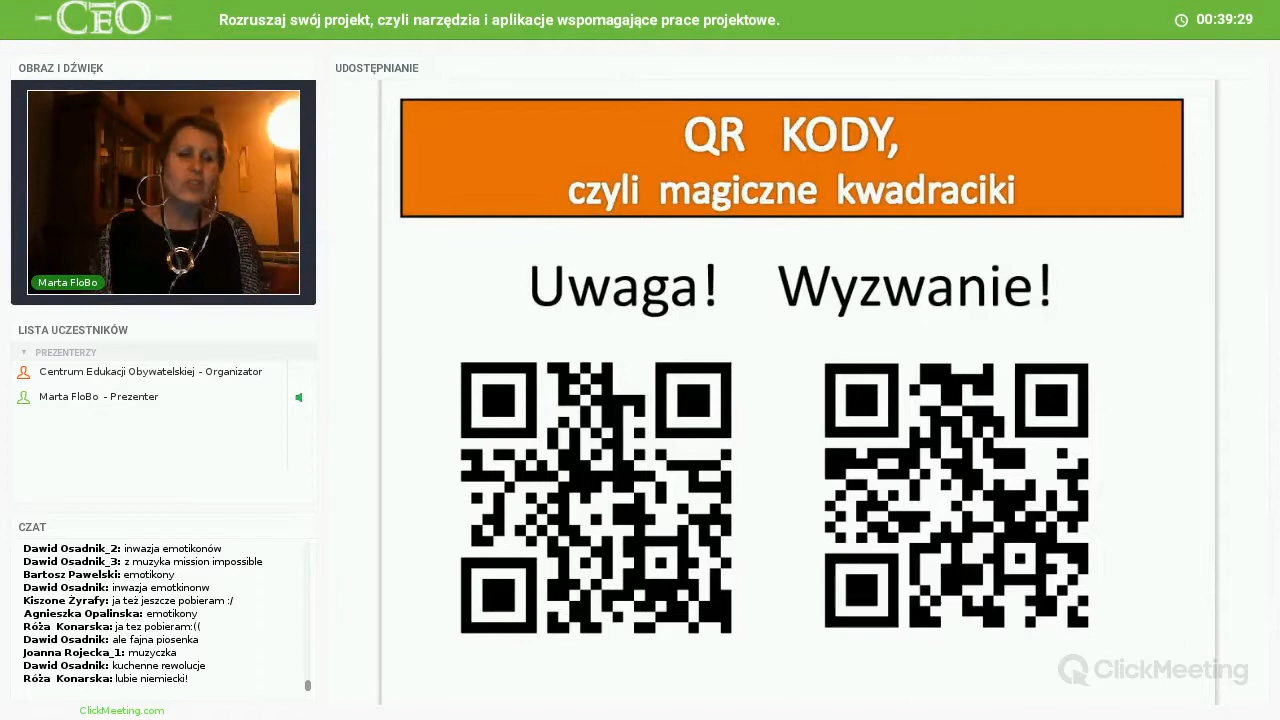 CEO
Rozruszaj swój projekt, czyli narzędzia i aplikacje wspomagające prace projektowe.
00:39:29
OBRAZ I DŹWIĘK
Marta FloBo
LISTA UCZESTNIKÓW
PREZENTERZY
Centrum Edukacji Obywatelskiej - Organizator
Marta FloBo - Prezenter
CZAT
Dawid Osadnik_2: inwazja emotikonów
Dawid Osadnik_3: z muzyka mission impossible
Bartosz Pawelski: emotikony
Dawid Osadnik: inwazja emotkinonw
Kiszone Żyrafy: ja też jeszcze pobieram :/
Agnieszka Opalinska: emotikony
Róża Konarska: ja tez pobieram:((
Dawid Osadnik: ale fajna piosenka
Joanna Rojecka_1: muzyczka
Dawid Osadnik: kuchenne rewolucje
Róża Konarska: lubie niemiecki!
ClickMeeting.com
UDOSTĘPNIANIE
QR KODY,
czyli magiczne kwadraciki
Uwaga! Wyzwanie!
ClickMeeting